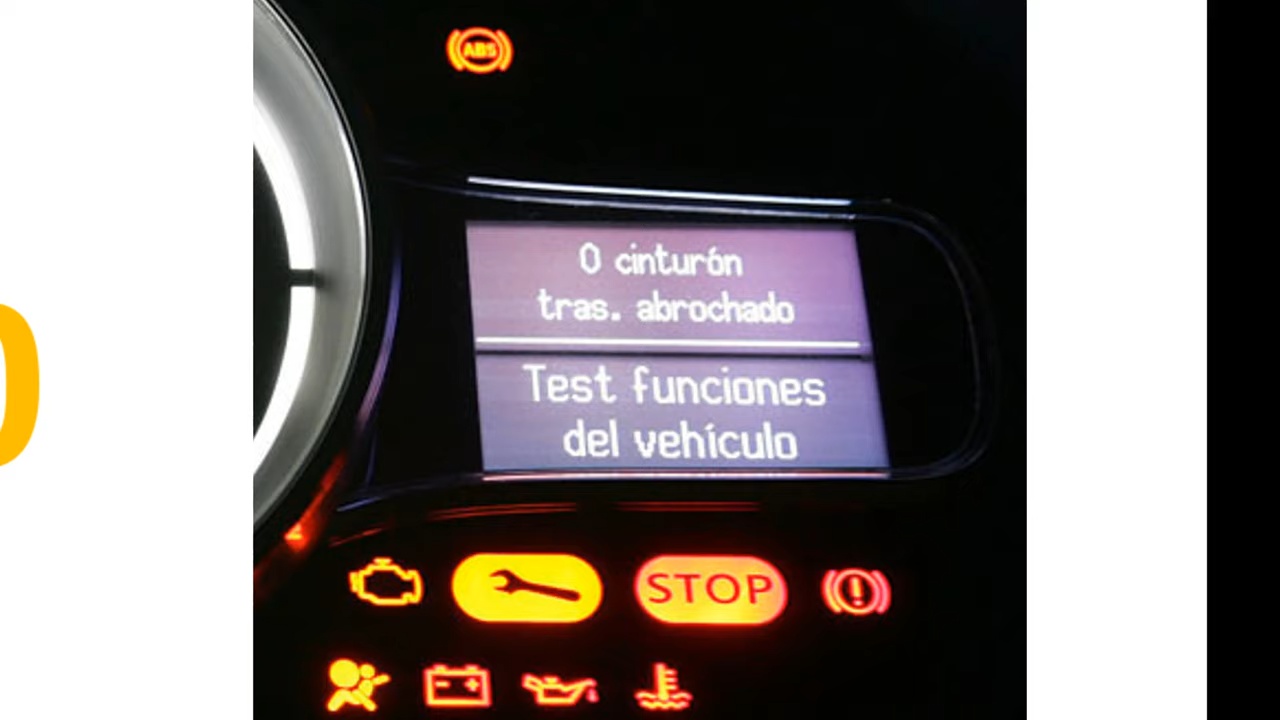 ABS
0 cinturón
tras. abrochado
Test funciones
del vehículo
STOP